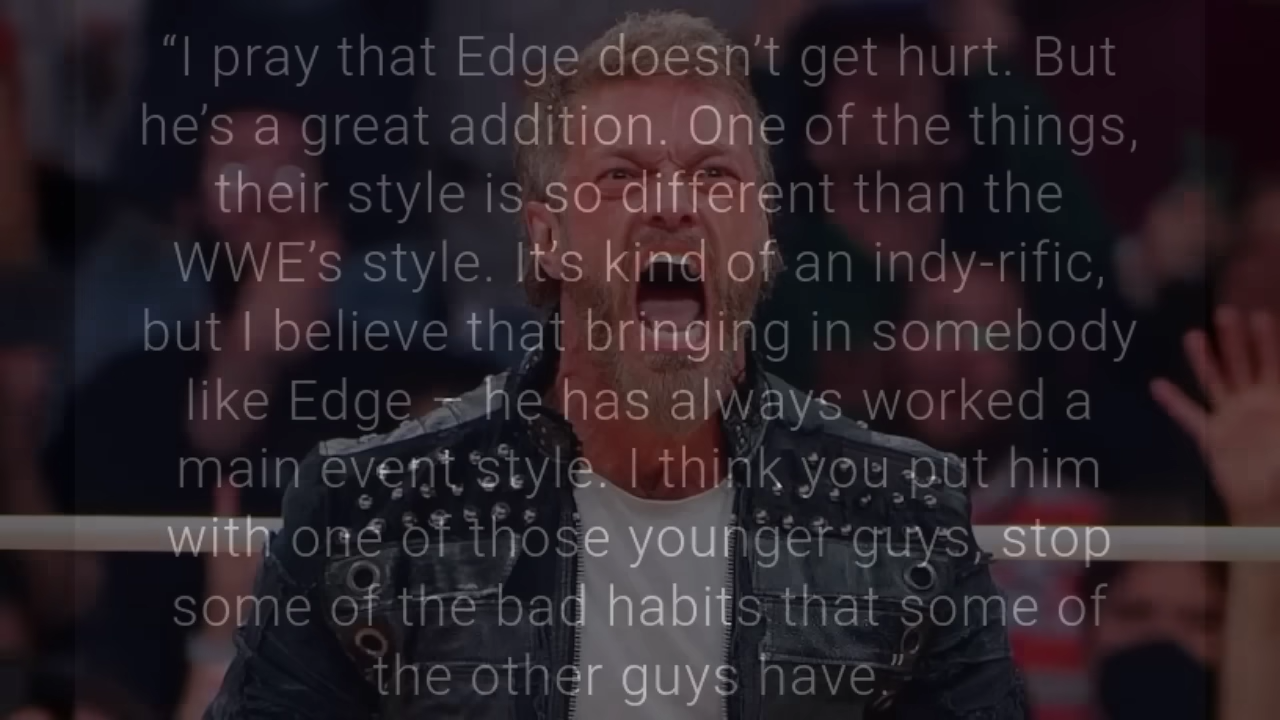 “I pray that Edge doesn’t get hurt. But
he’s a great addition. One of the things,
their style is so different than the
WWE’s style. It’s kind of an indy-rific,
but I believe that bringing in somebody
like Edge – he has always worked a
main event style. I think you put him
with one of those younger guys, stop
some of the bad habits that some of
the other guys have.”